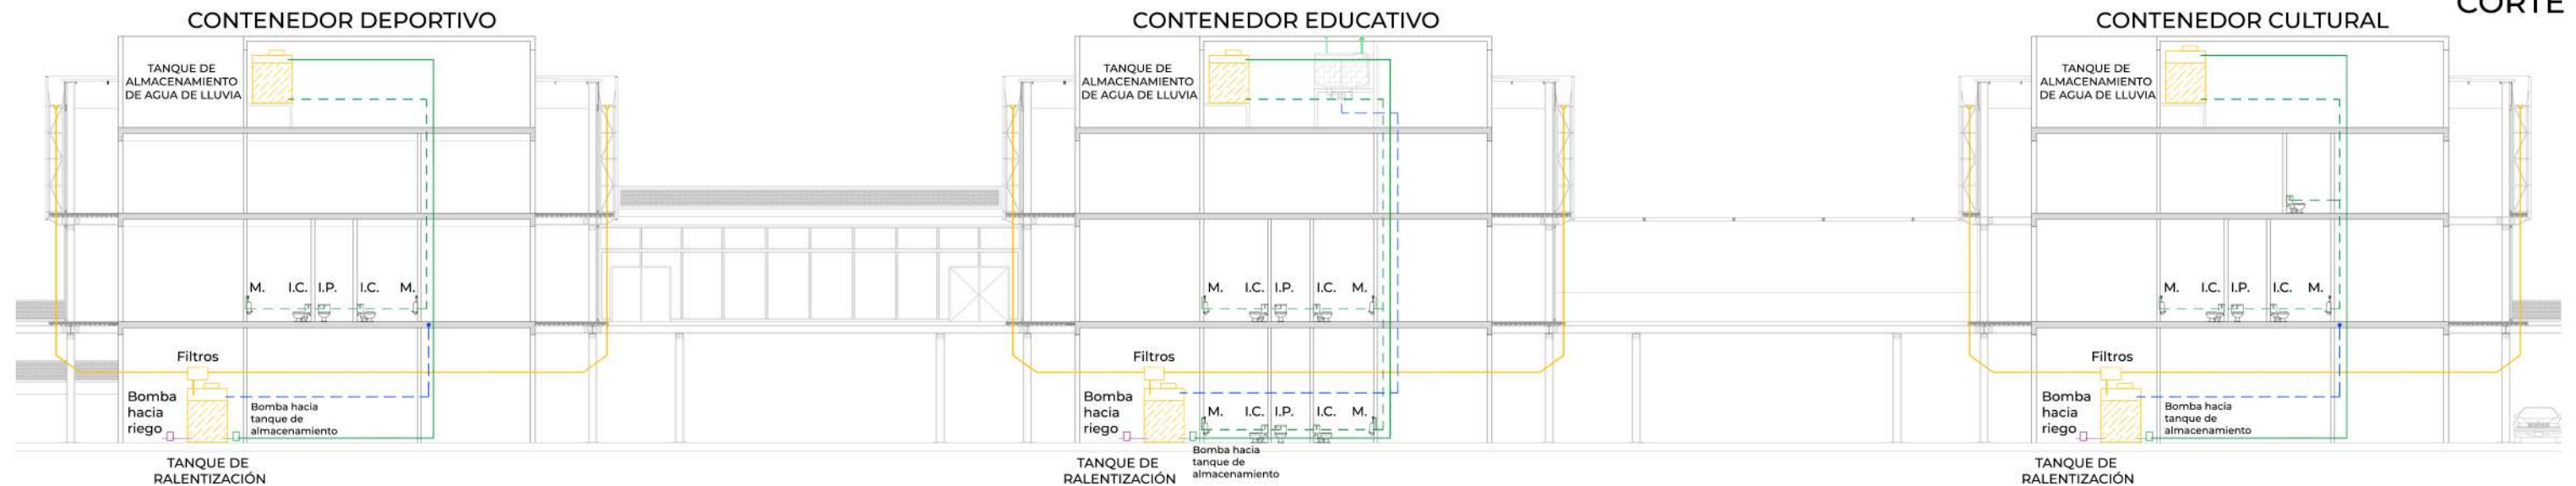 CORTE
CONTENEDOR DEPORTIVO
TANQUE DE
ALMACENAMIENTO
DE AGUA DE LLUVIA
M. I.C. I.P. I.C. M.
Filtros
Bomba
hacia
riego
Bomba hacia
tanque de
almacenamiento
TANQUE DE
RALENTIZACIÓN
CONTENEDOR EDUCATIVO
TANQUE DE
ALMACENAMIENTO
DE AGUA DE LLUVIA
M. I.C. I.P. I.C. M.
Filtros
Bomba
hacia
riego
M. I.C. I.P. I.C. M.
Bomba hacia
tanque de
almacenamiento
TANQUE DE
RALENTIZACIÓN
CONTENEDOR CULTURAL
TANQUE DE
ALMACENAMIENTO
DE AGUA DE LLUVIA
M. I.C. I.P. I.C. M.
Filtros
Bomba
hacia
riego
Bomba hacia
tanque de
almacenamiento
TANQUE DE
RALENTIZACIÓN